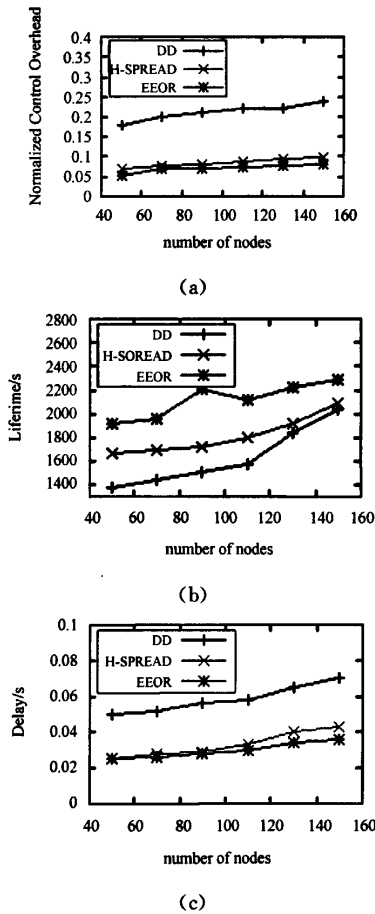 Normalized Control Overhead
0.4
0.35
0.3
0.25
0.2
0.15
0.1
0.05
0
DD
H-SPREAD
EEOR
40 60 80 100 120 140 160
number of nodes
(a)
Liferime/s
2800
2600
2400
2200
2000
1800
1600
1400
DD
H-SOREAD
EEOR
40 60 80 100 120 140 160
number of nodes
(b)
Delay/s
0.1
0.08
0.06
0.04
0.02
0
DD
H-SPREAD
EEOR
40 60 80 100 120 140 160
number of nodes
(c)